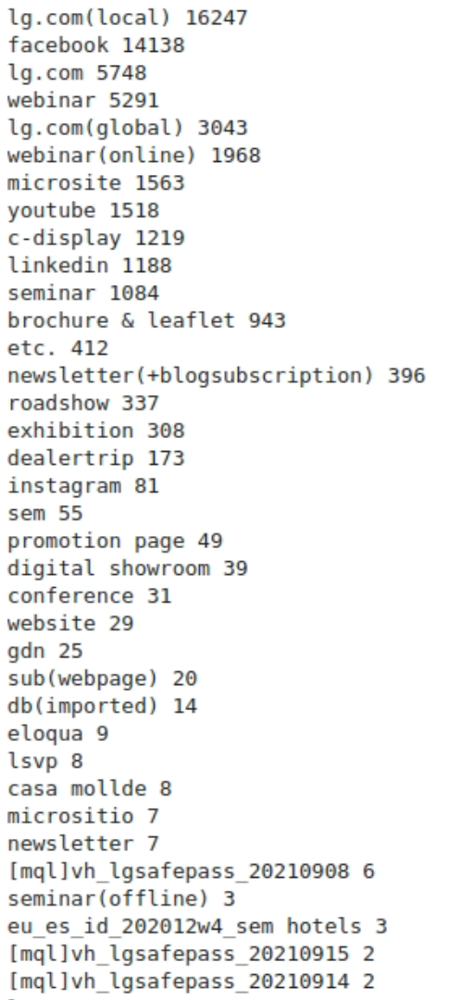 lg.com(local) 16247
facebook 14138
lg.com 5748
webinar 5291
lg.com(global) 3043
webinar(online) 1968
microsite 1563
youtube 1518
c-display 1219
linkedin 1188
seminar 1084
brochure & leaflet 943
etc. 412
newsletter(+blogsubscription) 396
roadshow 337
exhibition 308
dealertrip 173
instagram 81
sem 55
promotion page 49
digital showroom 39
conference 31
website 29
gdn 25
sub(webpage) 20
db(imported) 14
eloqua 9
lsvp 8
casa mollde 8
micrositio 7
newsletter 7
[mql]vh_lgsafepass_20210908 6
seminar(offline) 3
eu_es_id_202012w4_sem hotels 3
[mql]vh_lgsafepass_20210915 2
[mql]vh_lgsafepass_20210914 2